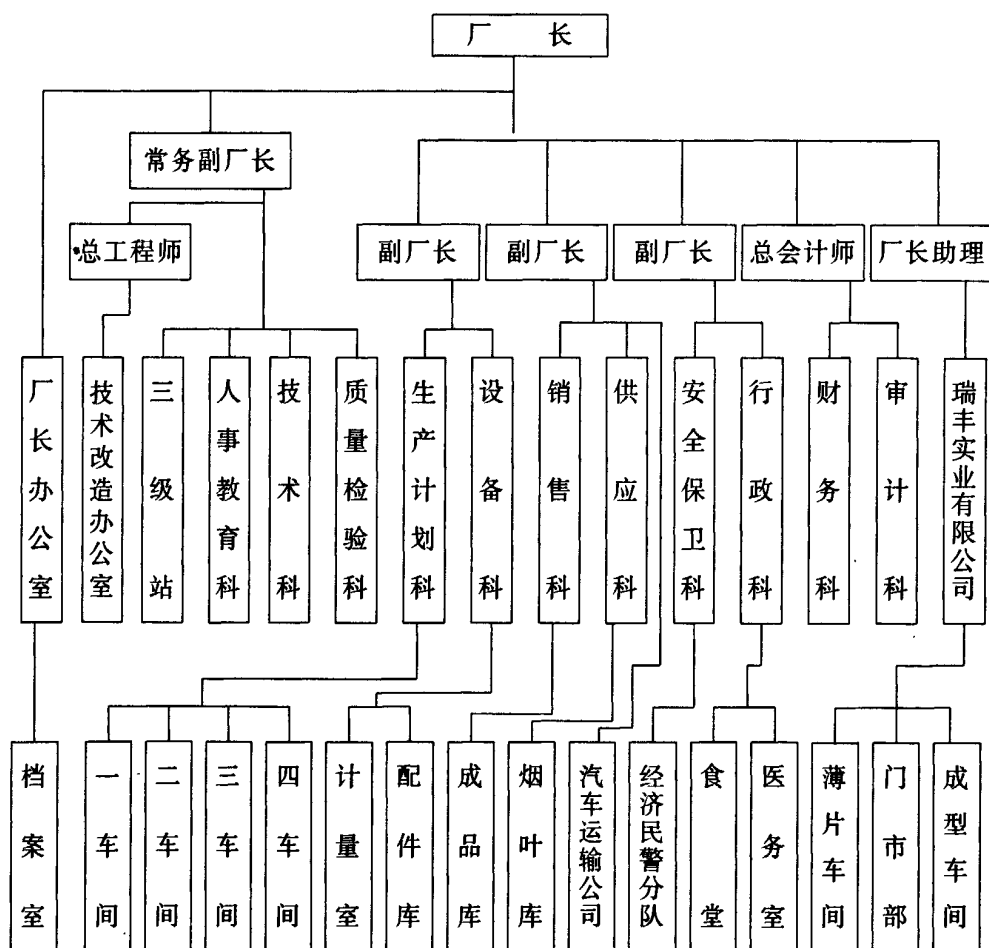 厂长
常务副厂长
总工程师
副厂长
副厂长
副厂长
总会计师
厂长助理
厂长办公室
技术改造办公室
三级站
人事教育科
技术科
质量检验科
生产计划科
设备科
销售科
供应科
安全保卫科
行政科
财务科
审计科
瑞丰实业有限公司
档案室
一车间
二车间
三车间
四车间
计量室
配件库
成品库
烟叶库
汽车运输公司
经济民警分队
食堂
医务室
薄片车间
门市部
成型车间